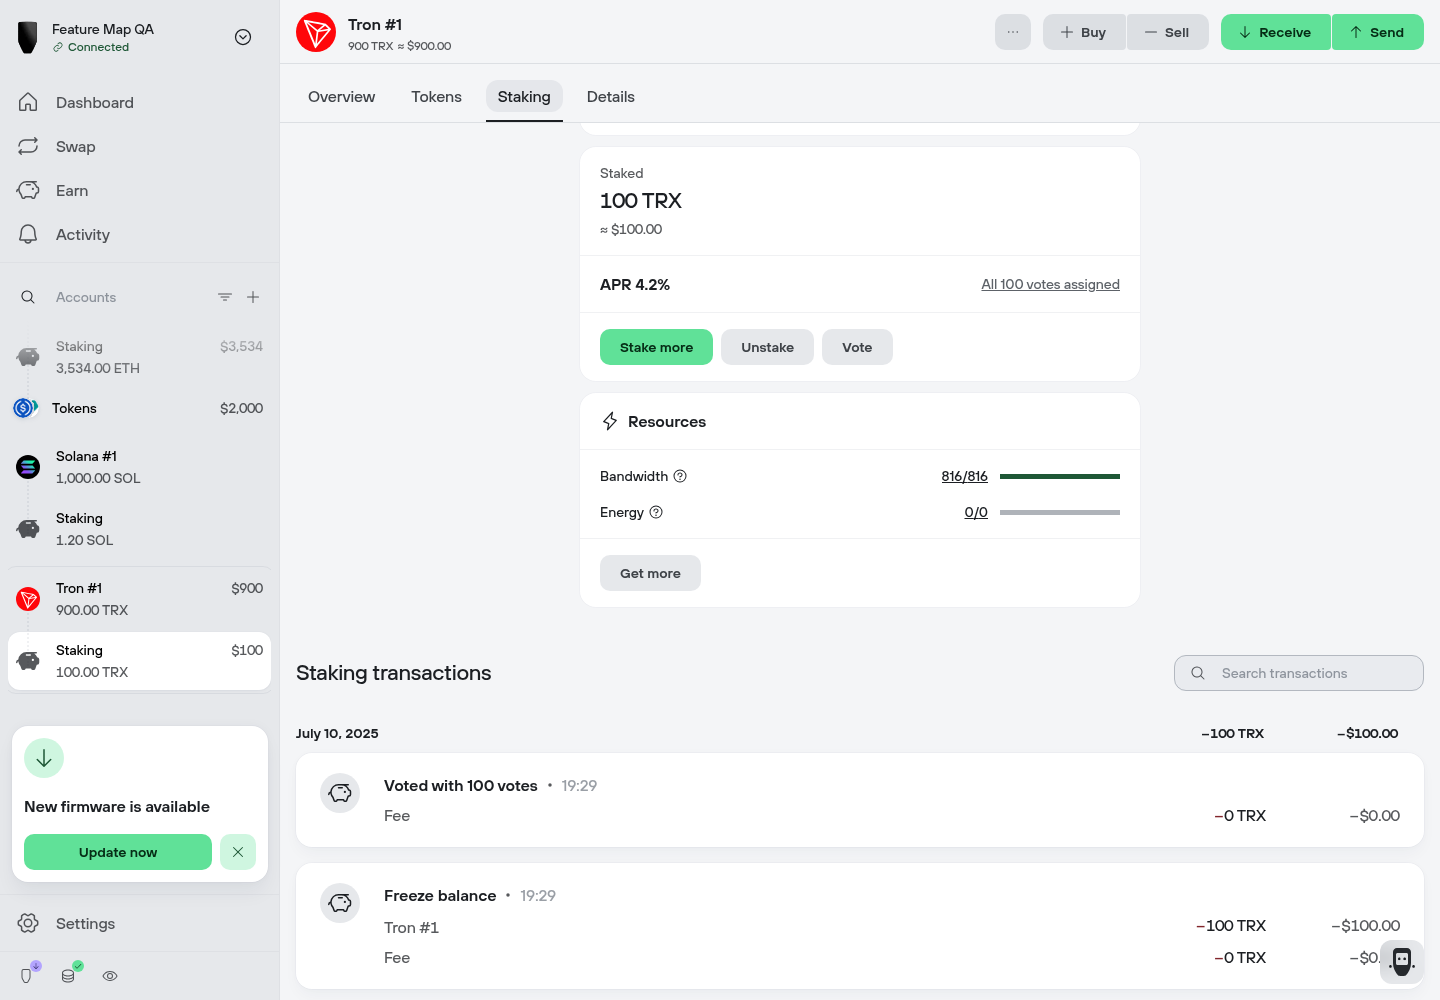 Feature Map QA
Connected
Dashboard
Swap
Earn
Activity
Accounts
Staking $3,534
3,534.00 ETH
Tokens $2,000
Solana #1
1,000.00 SOL
Staking
1.20 SOL
Tron #1 $900
900.00 TRX
Staking $100
100.00 TRX
New firmware is available
Update now
Settings
Tron #1
900 TRX ≈ $900.00
Buy
Sell
Receive
Send
Overview Tokens Staking Details
Staked
100 TRX
≈ $100.00
APR 4.2% All 100 votes assigned
Stake more Unstake Vote
Resources
Bandwidth 816/816
Energy 0/0
Get more
Staking transactions
Search transactions
July 10, 2025 –100 TRX –$100.00
Voted with 100 votes • 19:29
Fee –0 TRX –$0.00
Freeze balance • 19:29
Tron #1 –100 TRX –$100.00
Fee –0 TRX